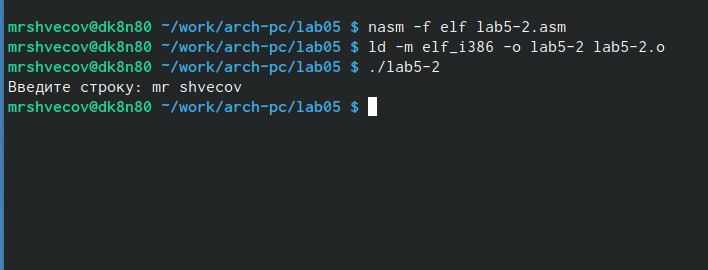 mrshvecov@dk8n80 ~/work/arch-pc/lab05 $ nasm -f elf lab5-2.asm
mrshvecov@dk8n80 ~/work/arch-pc/lab05 $ ld -m elf_i386 -o lab5-2 lab5-2.o
mrshvecov@dk8n80 ~/work/arch-pc/lab05 $ ./lab5-2
Введите строку: mr shvecov
mrshvecov@dk8n80 ~/work/arch-pc/lab05 $